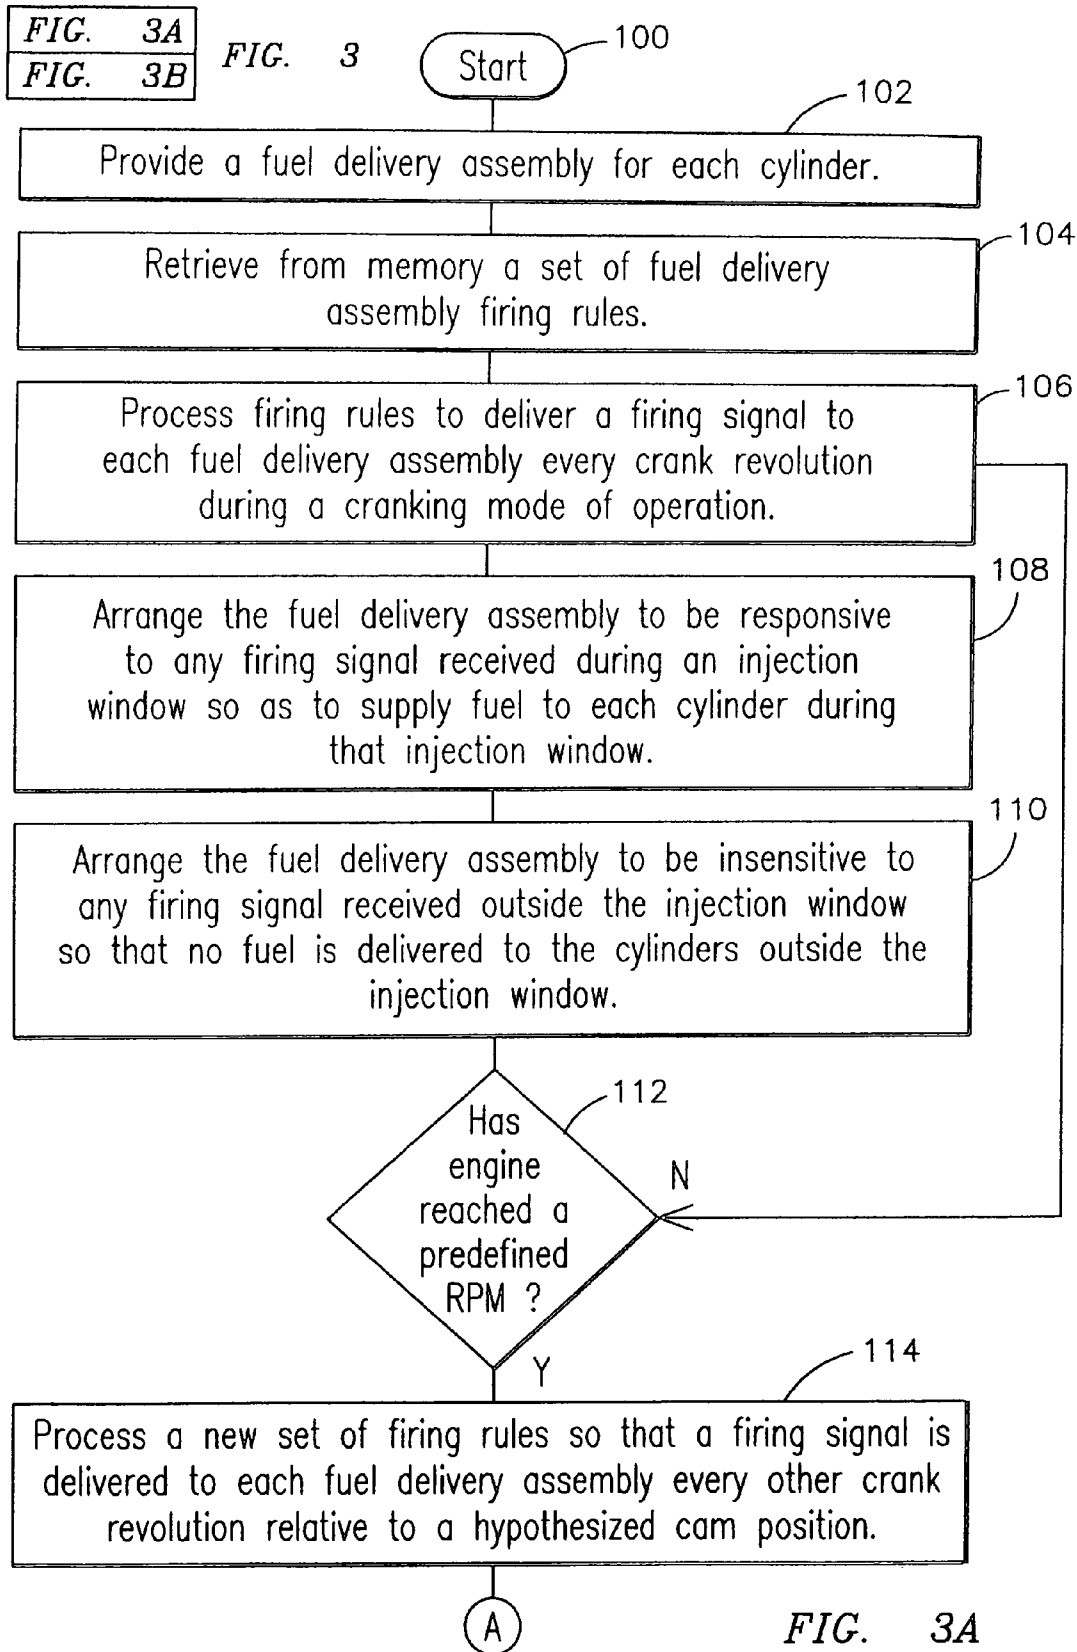 FIG. 3A
FIG. 3B
FIG. 3
Start
100
102
Provide a fuel delivery assembly for each cylinder.
104
Retrieve from memory a set of fuel delivery
assembly firing rules.
106
Process firing rules to deliver a firing signal to
each fuel delivery assembly every crank revolution
during a cranking mode of operation.
108
Arrange the fuel delivery assembly to be responsive
to any firing signal received during an injection
window so as to supply fuel to each cylinder during
that injection window.
110
Arrange the fuel delivery assembly to be insensitive to
any firing signal received outside the injection window
so that no fuel is delivered to the cylinders outside the
injection window.
112
Has
engine
reached a
predefined
RPM ?
N
Y
114
Process a new set of firing rules so that a firing signal is
delivered to each fuel delivery assembly every other crank
revolution relative to a hypothesized cam position.
A
FIG. 3A